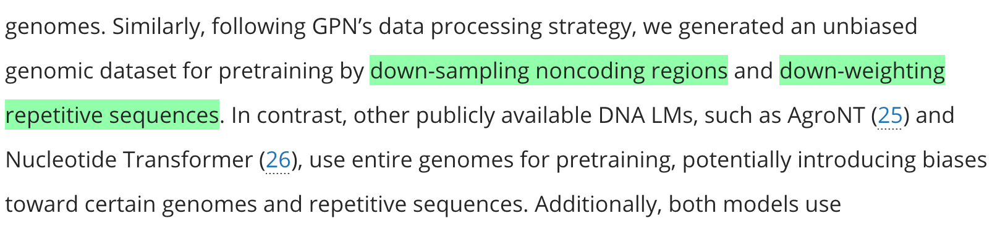 genomes. Similarly, following GPN’s data processing strategy, we generated an unbiased
genomic dataset for pretraining by down-sampling noncoding regions and down-weighting
repetitive sequences. In contrast, other publicly available DNA LMs, such as AgroNT (25) and
Nucleotide Transformer (26), use entire genomes for pretraining, potentially introducing biases
toward certain genomes and repetitive sequences. Additionally, both models use